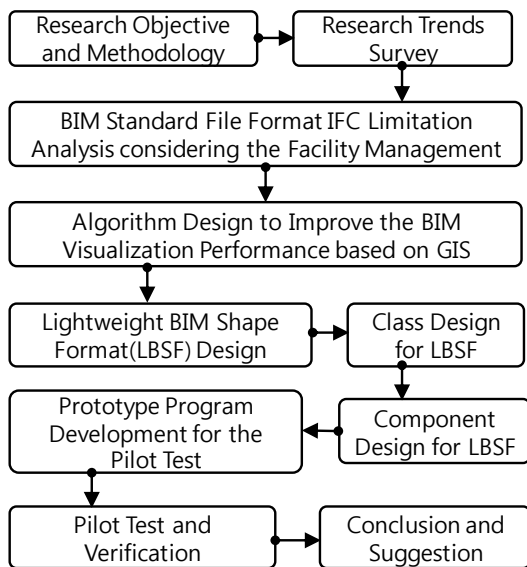 Research Objective
and Methodology
Research Trends
Survey
BIM Standard File Format IFC Limitation
Analysis considering the Facility Management
Algorithm Design to Improve the BIM
Visualization Performance based on GIS
Lightweight BIM Shape
Format(LBSF) Design
Class Design
for LBSF
Component
Design for LBSF
Prototype Program
Development for the
Pilot Test
Pilot Test and
Verification
Conclusion and
Suggestion